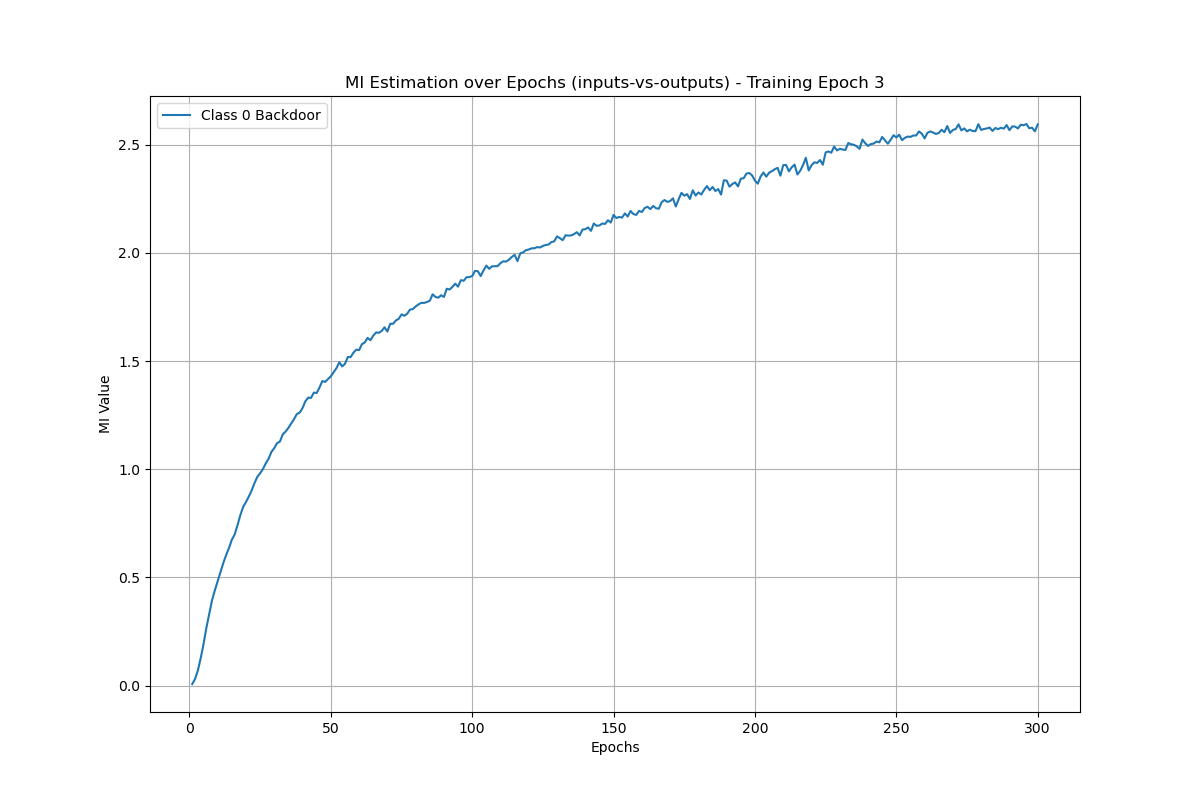 MI Estimation over Epochs (inputs-vs-outputs) - Training Epoch 3
Class 0 Backdoor
MI Value
2.5
2.0
1.5
1.0
0.5
0.0
0 50 100 150 200 250 300
Epochs